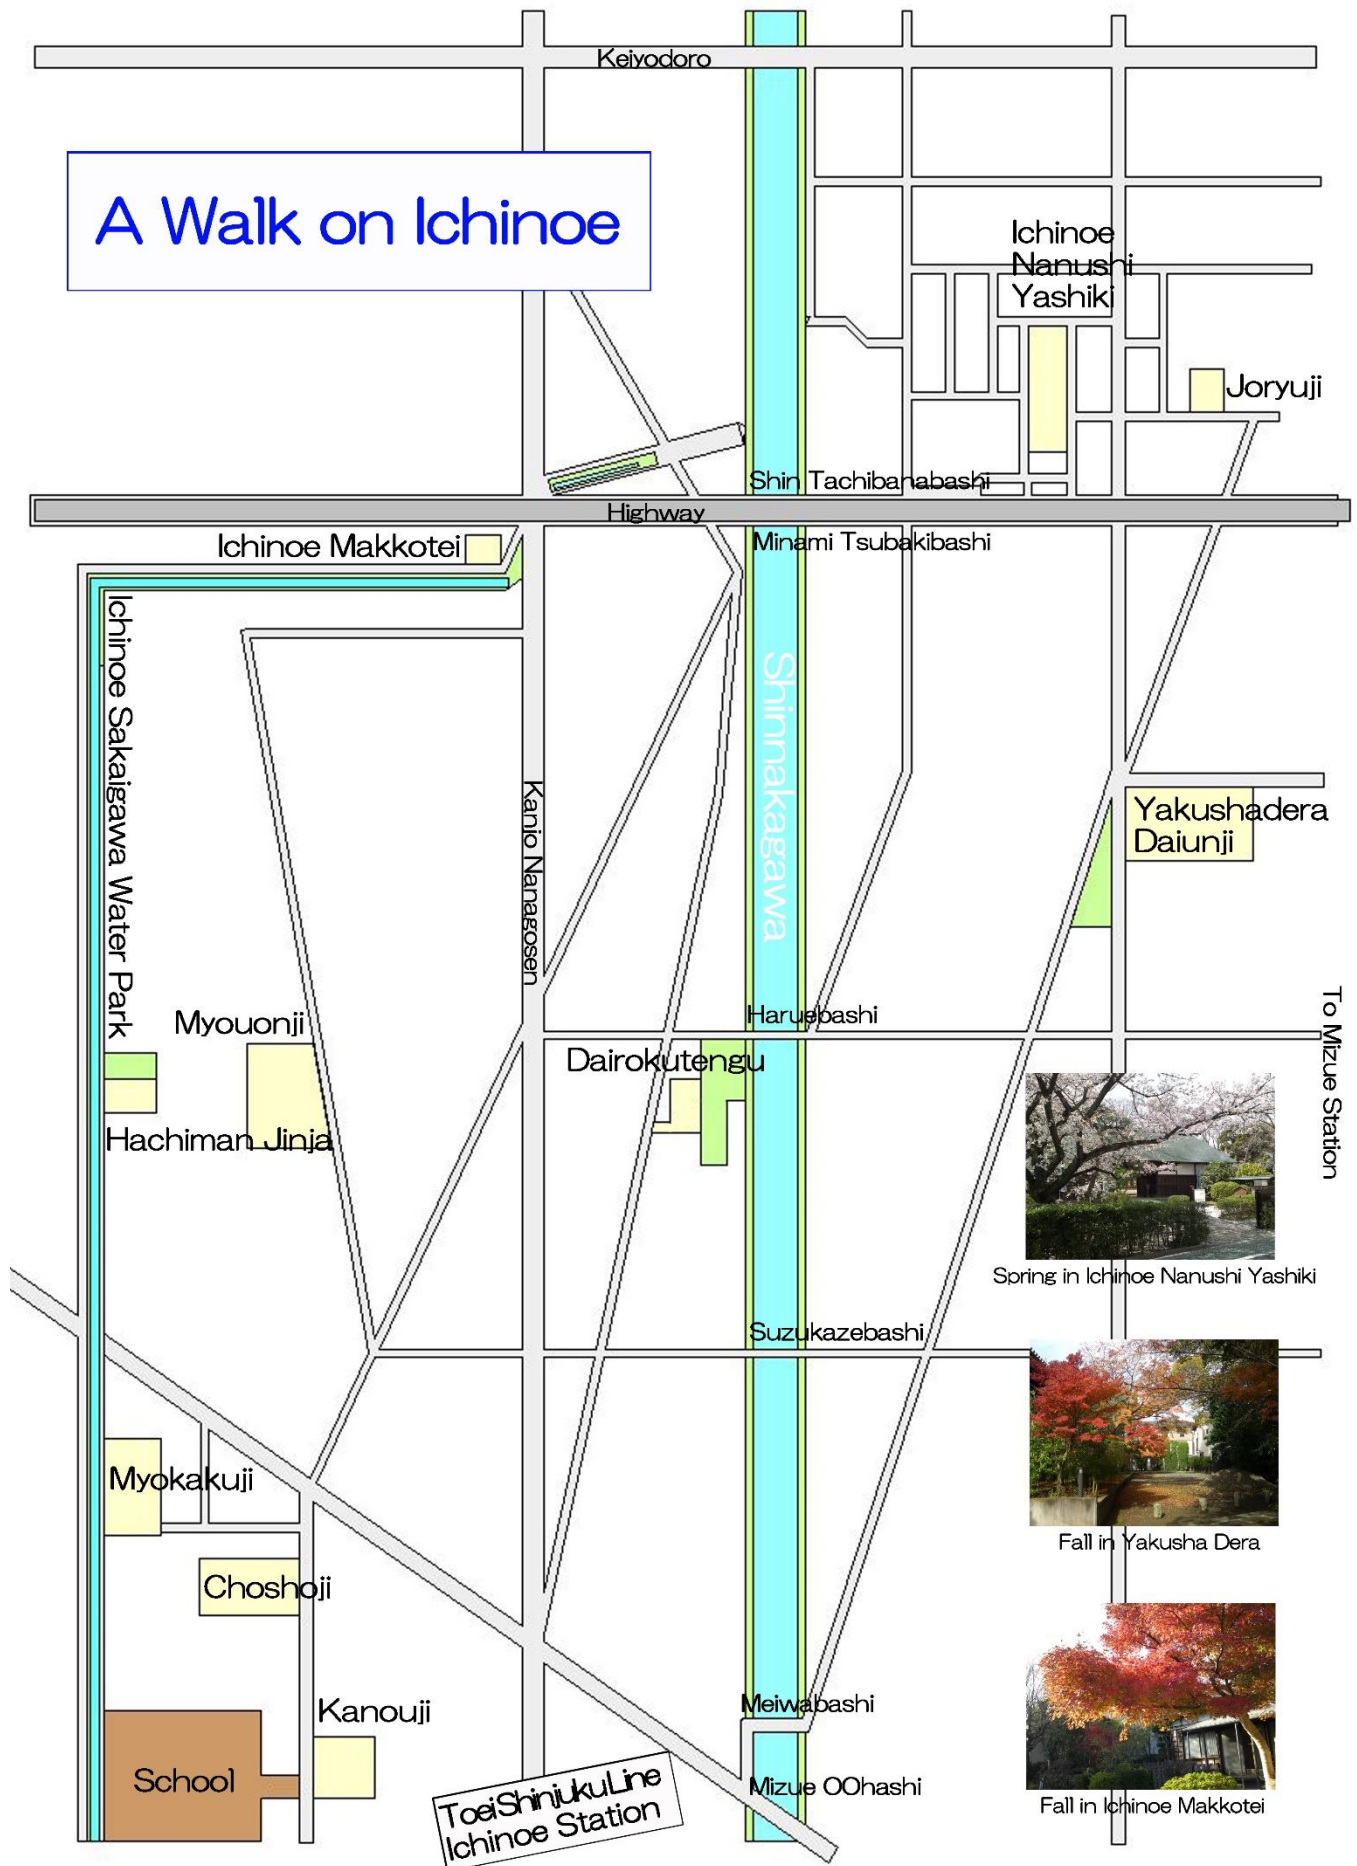 Keiyodoro
A Walk on Ichinoe
Ichinoe
Nanushi
Yashiki
Joryuji
Shin Tachibanabashi
Highway
Ichinoe Makkotei
Minami Tsubakibashi
Ichinoe Sakaigawa Water Park
Shinnakagawa
Kanjo Nanagosen
Yakushadera
Daiunji
Myouonji
Haruebashi
To Mizue Station
Dairokutengu
Hachiman Jinja
Spring in Ichinoe Nanushi Yashiki
Suzukazebashi
Myokakuji
Fall in Yakusha Dera
Choshoji
Kanouji
Meiwabashi
School
ToeiShinjukuLine
Ichinoe Station
Mizue OOhashi
Fall in Ichinoe Makkotei